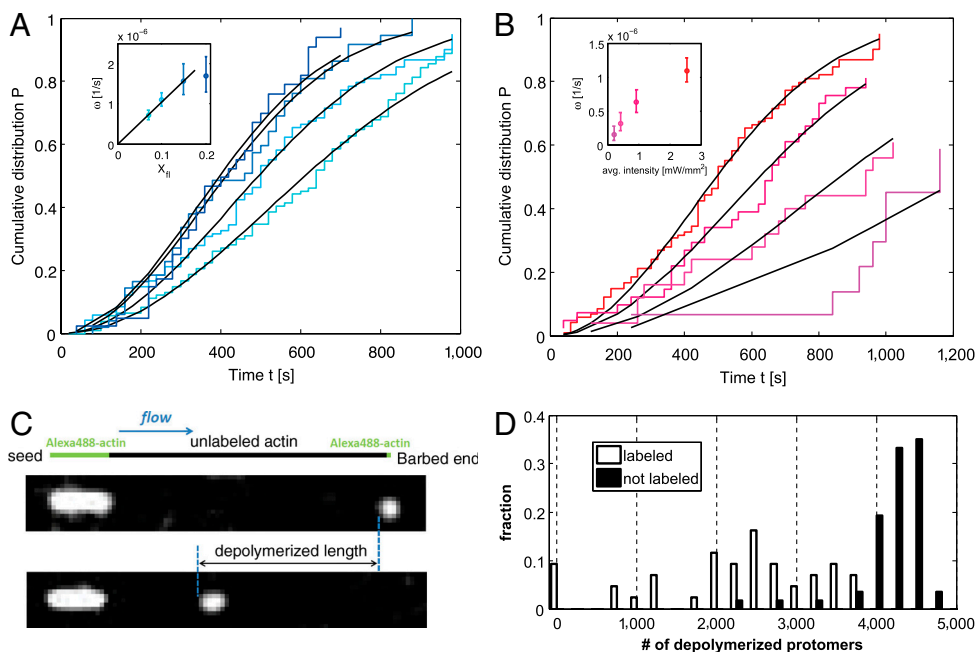 A
Cumulative distribution P
1
0.8
0.6
0.4
0.2
0
0 200 400 600 800 1,000
Time t [s]
x 10⁻⁶
ω [1/s]
2
1
0
0 0.1 0.2
X_fl
B
Cumulative distribution P
1
0.8
0.6
0.4
0.2
0
0 200 400 600 800 1,000 1,200
Time t [s]
x 10⁻⁶
ω [1/s]
1.5
1
0.5
0
0 1 2 3
avg. intensity [mW/mm²]
C
flow
Alexa488-actin unlabeled actin Alexa488-actin
seed Barbed end
depolymerized length
D
fraction
0.4
0.3
0.2
0.1
0
labeled
not labeled
0 1,000 2,000 3,000 4,000 5,000
# of depolymerized protomers